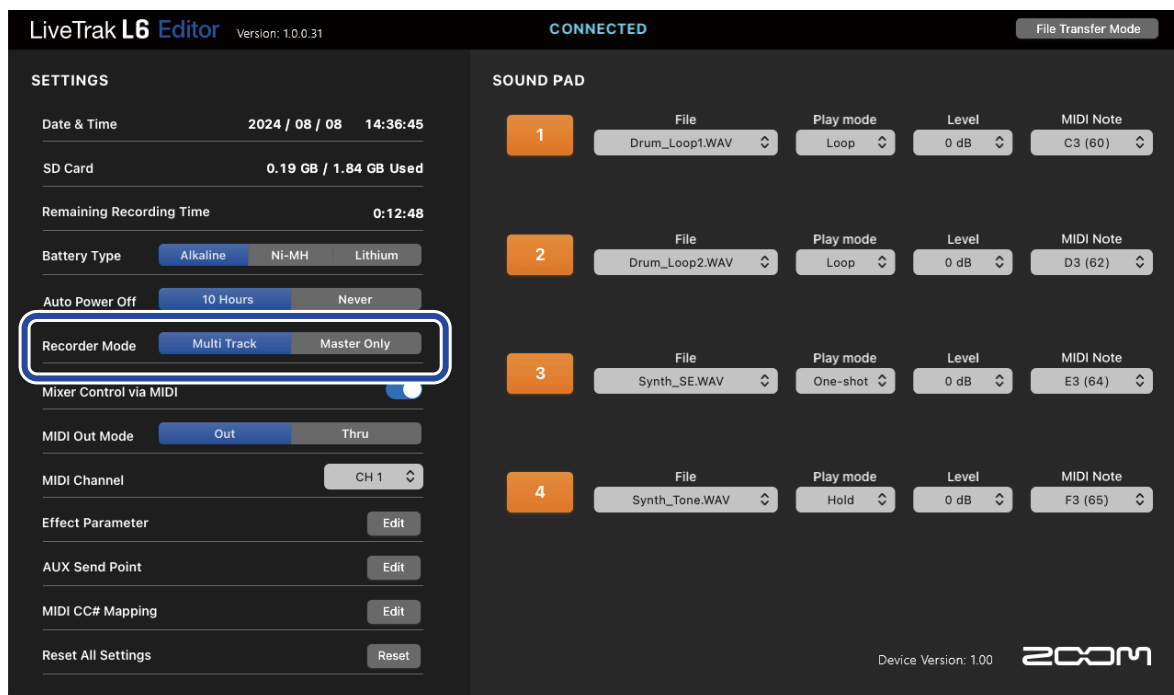 LiveTrak L6 Editor Version: 1.0.0.31
CONNECTED
File Transfer Mode
SETTINGS
Date & Time 2024 / 08 / 08 14:36:45
SD Card 0.19 GB / 1.84 GB Used
Remaining Recording Time 0:12:48
Battery Type Alkaline Ni-MH Lithium
Auto Power Off 10 Hours Never
Recorder Mode Multi Track Master Only
Mixer Control via MIDI
MIDI Out Mode Out Thru
MIDI Channel CH 1
Effect Parameter Edit
AUX Send Point Edit
MIDI CC# Mapping Edit
Reset All Settings Reset
SOUND PAD
File Play mode Level MIDI Note
1 Drum_Loop1.WAV Loop 0 dB C3 (60)
File Play mode Level MIDI Note
2 Drum_Loop2.WAV Loop 0 dB D3 (62)
File Play mode Level MIDI Note
3 Synth_SE.WAV One-shot 0 dB E3 (64)
File Play mode Level MIDI Note
4 Synth_Tone.WAV Hold 0 dB F3 (65)
Device Version: 1.00 ZOOM